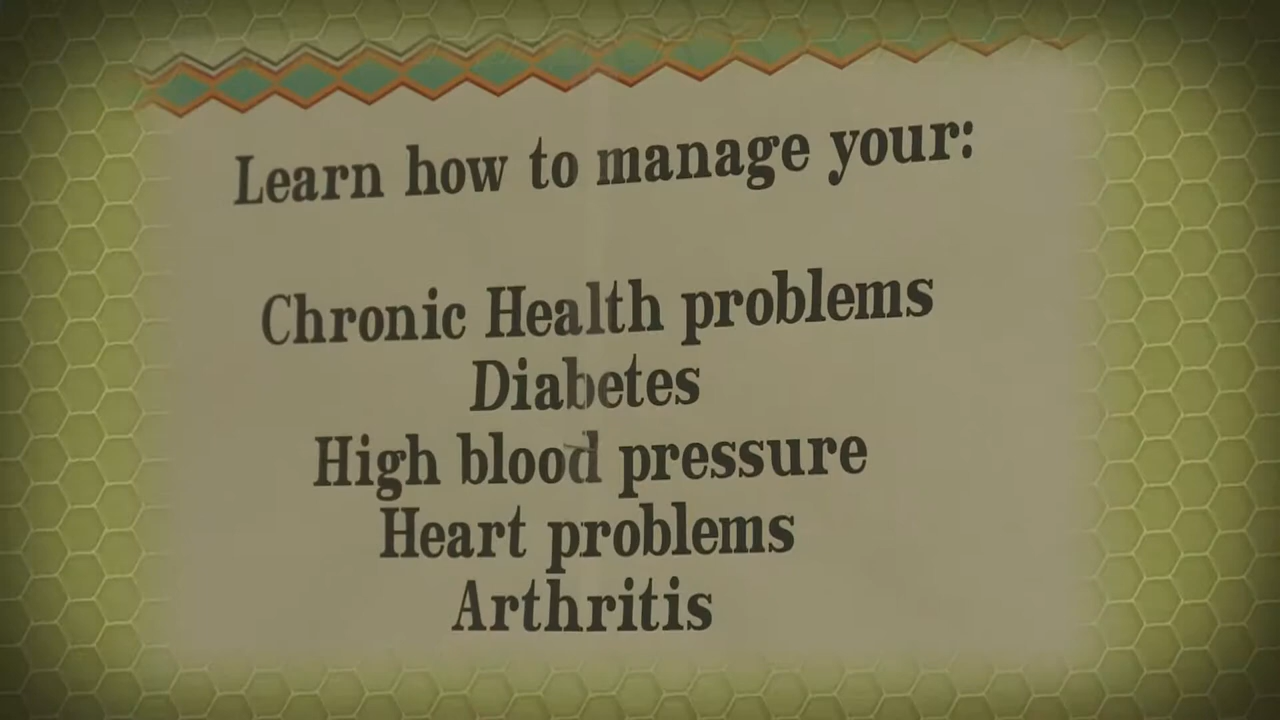 Learn how to manage your:
Chronic Health problems
Diabetes
High blood pressure
Heart problems
Arthritis